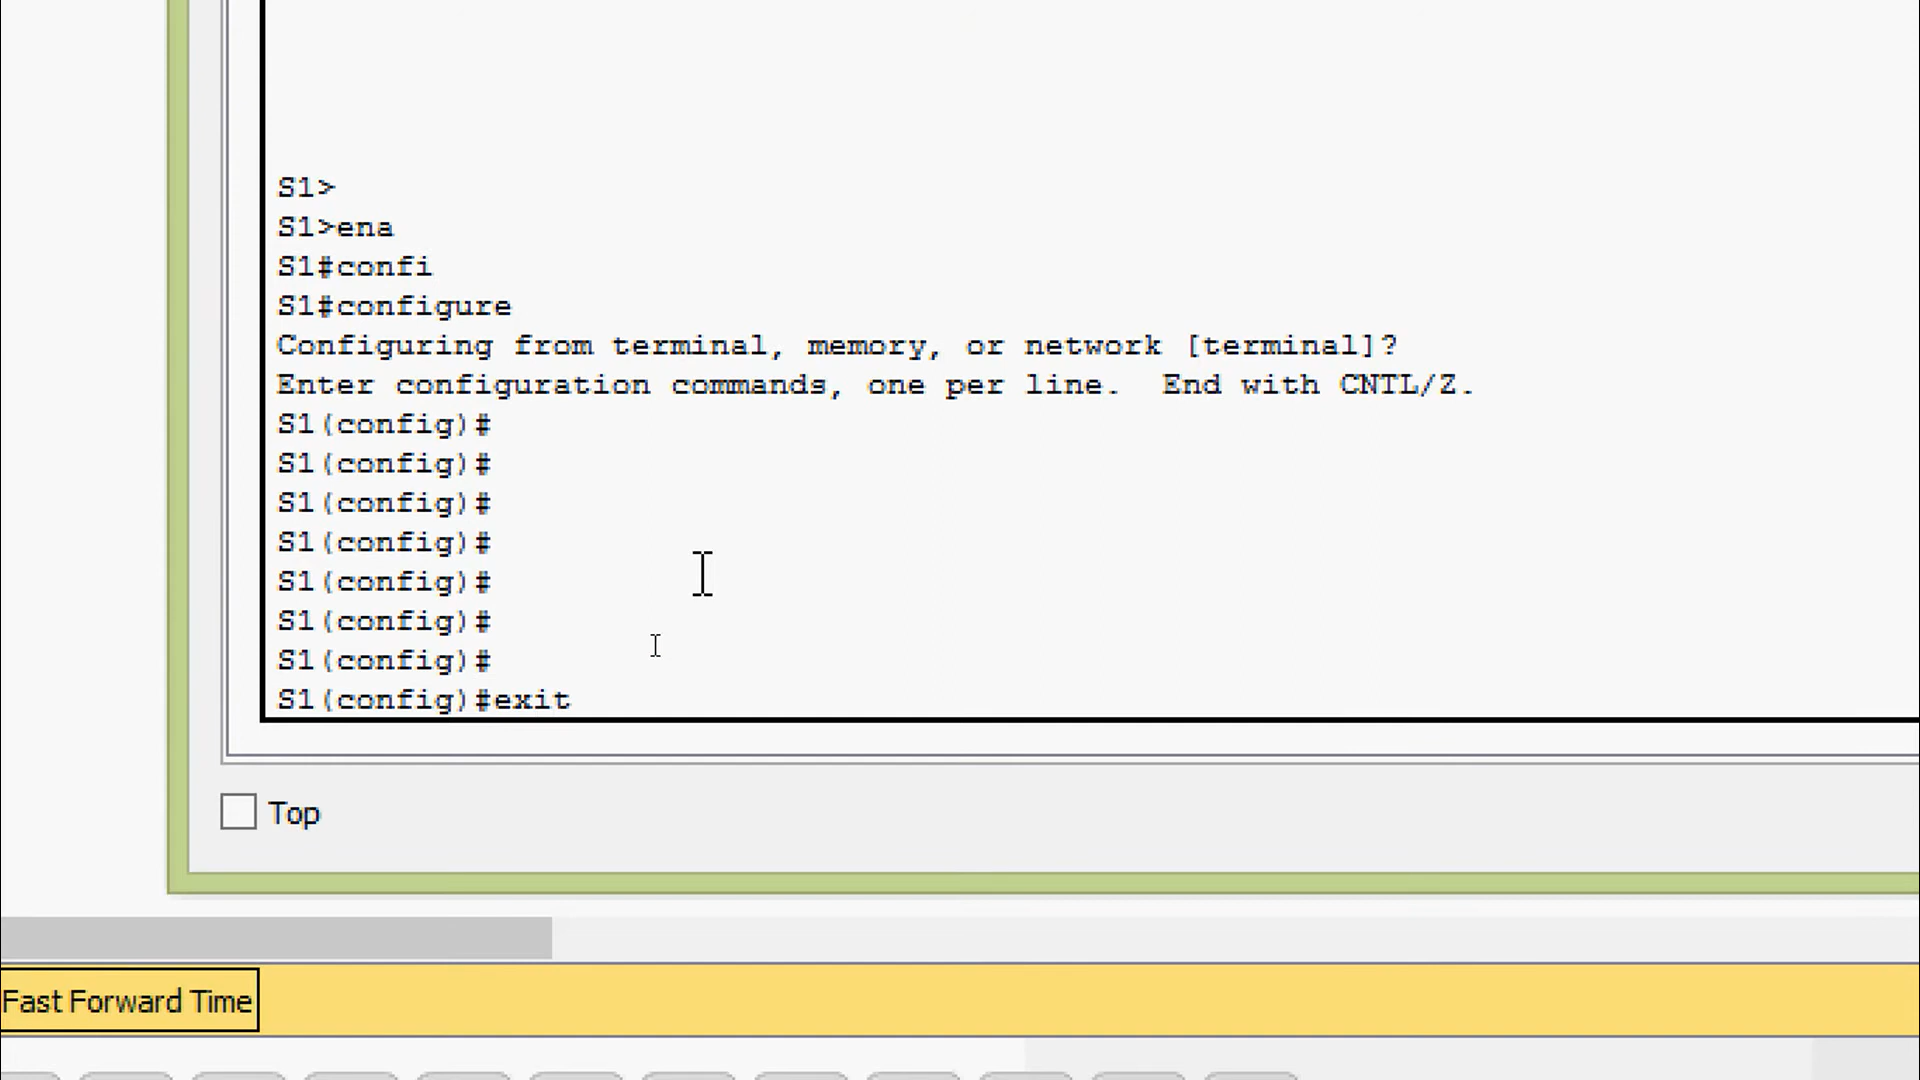 S1>
S1>ena
S1#confi
S1#configure
Configuring from terminal, memory, or network [terminal]?
Enter configuration commands, one per line.  End with CNTL/Z.
S1(config)#
S1(config)#
S1(config)#
S1(config)#
S1(config)#
S1(config)#
S1(config)#
S1(config)#exit
Top
Fast Forward Time